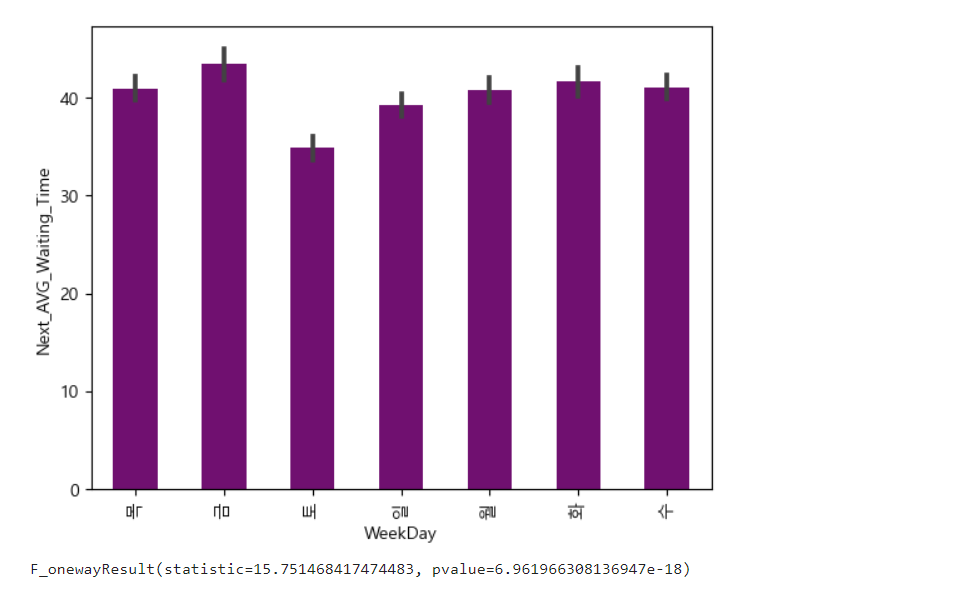 Next_AVG_Waiting_Time
40
30
20
10
0
목 금 토 일 월 화 수
WeekDay
F_onewayResult(statistic=15.751468417474483, pvalue=6.961966308136947e-18)